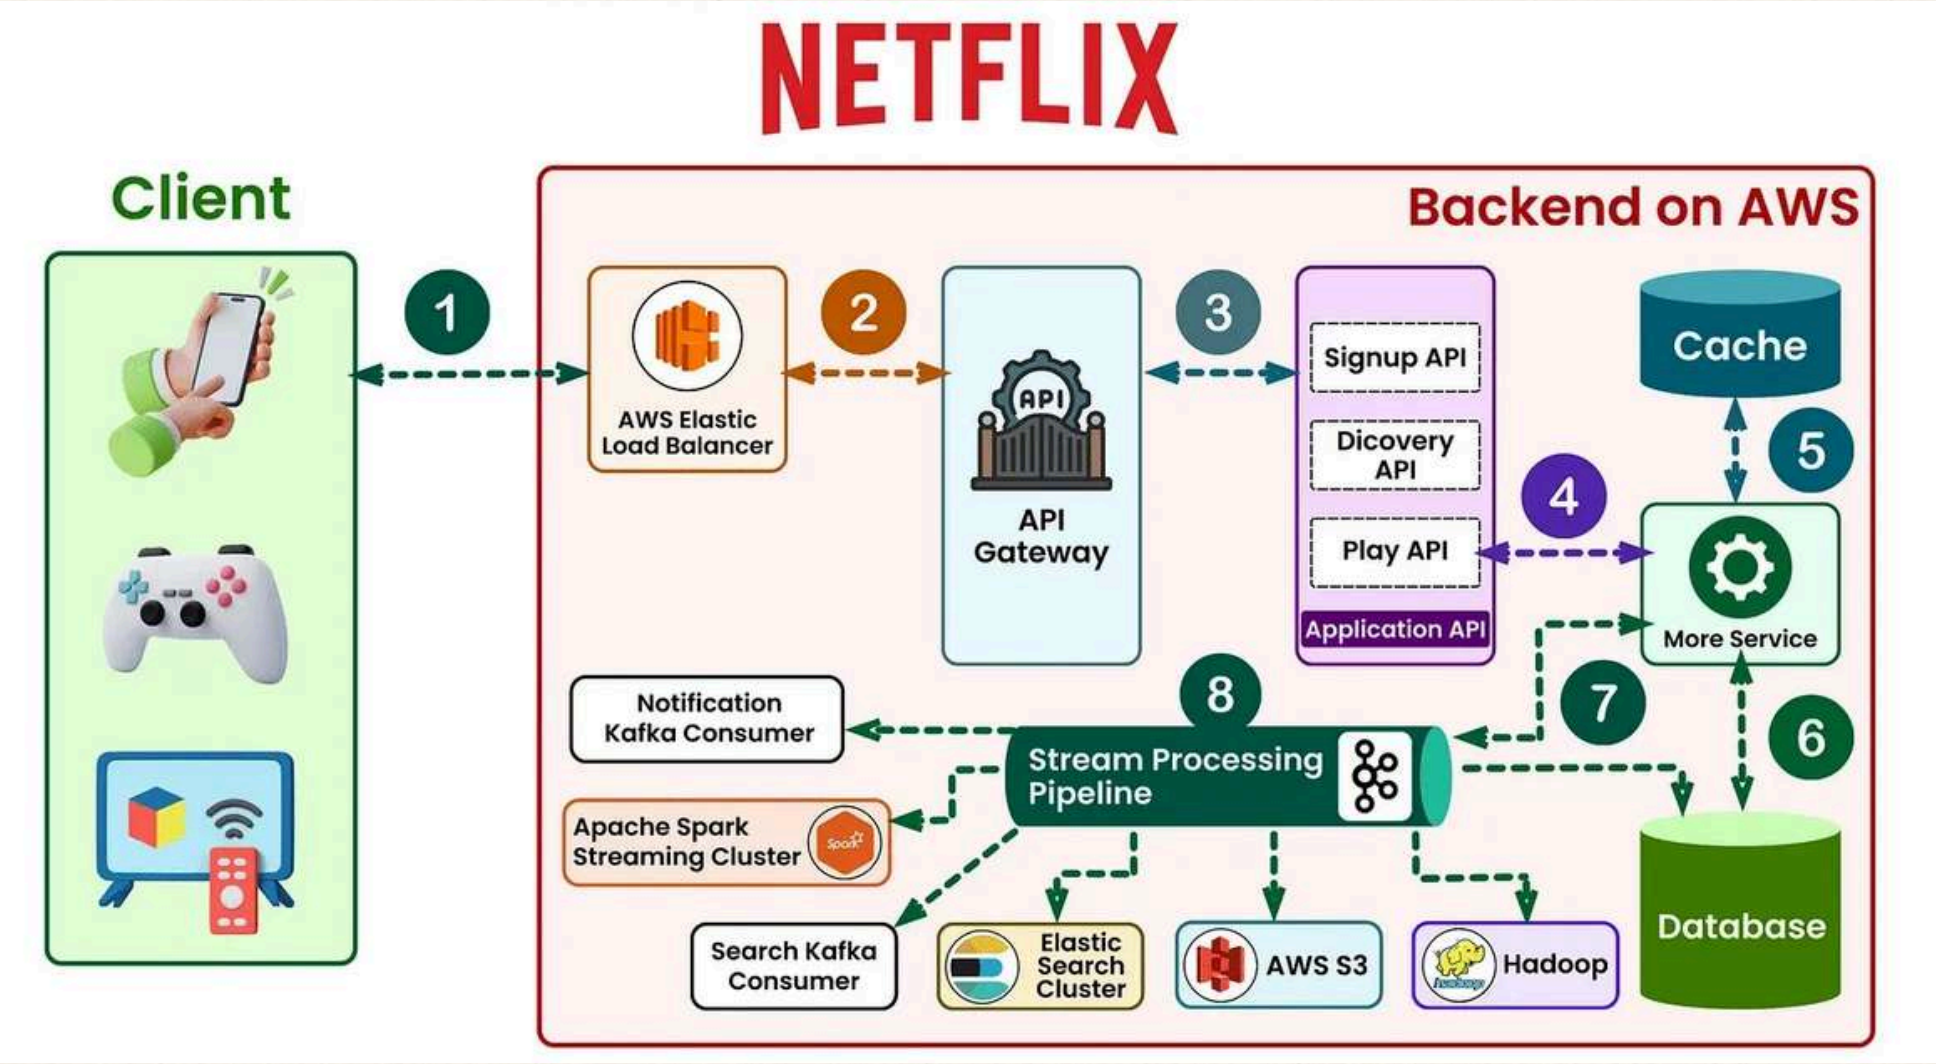 NETFLIX
Client
Backend on AWS
1
2
3
AWS Elastic
Load Balancer
API
API
Gateway
Signup API
Dicovery
API
Play API
Application API
4
Cache
5
More Service
6
7
8
Stream Processing
Pipeline
Notification
Kafka Consumer
Apache Spark
Streaming Cluster
Spark
Search Kafka
Consumer
Elastic
Search
Cluster
AWS S3
hadoop
Hadoop
Database